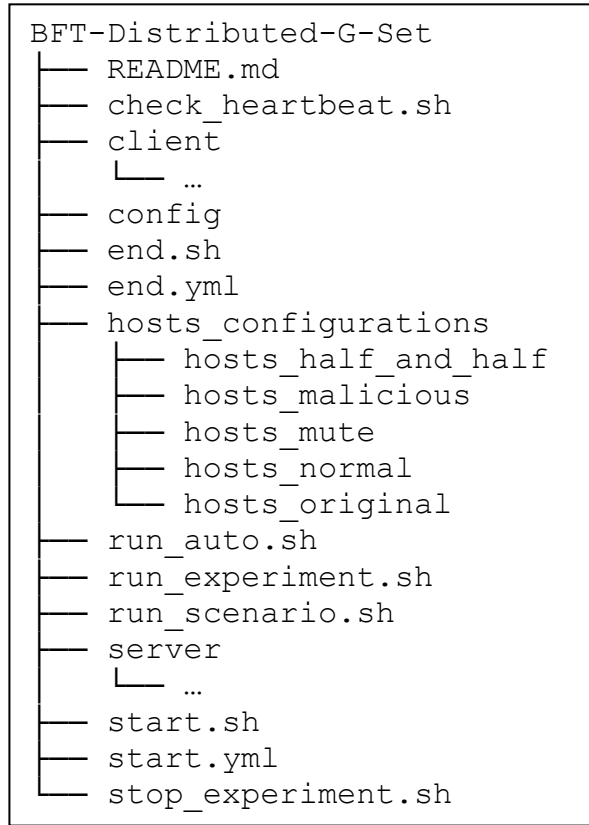 BFT-Distributed-G-Set
├── README.md
├── check_heartbeat.sh
├── client
│   └── …
├── config
├── end.sh
├── end.yml
├── hosts_configurations
│   ├── hosts_half_and_half
│   ├── hosts_malicious
│   ├── hosts_mute
│   ├── hosts_normal
│   └── hosts_original
├── run_auto.sh
├── run_experiment.sh
├── run_scenario.sh
├── server
│   └── …
├── start.sh
├── start.yml
└── stop_experiment.sh